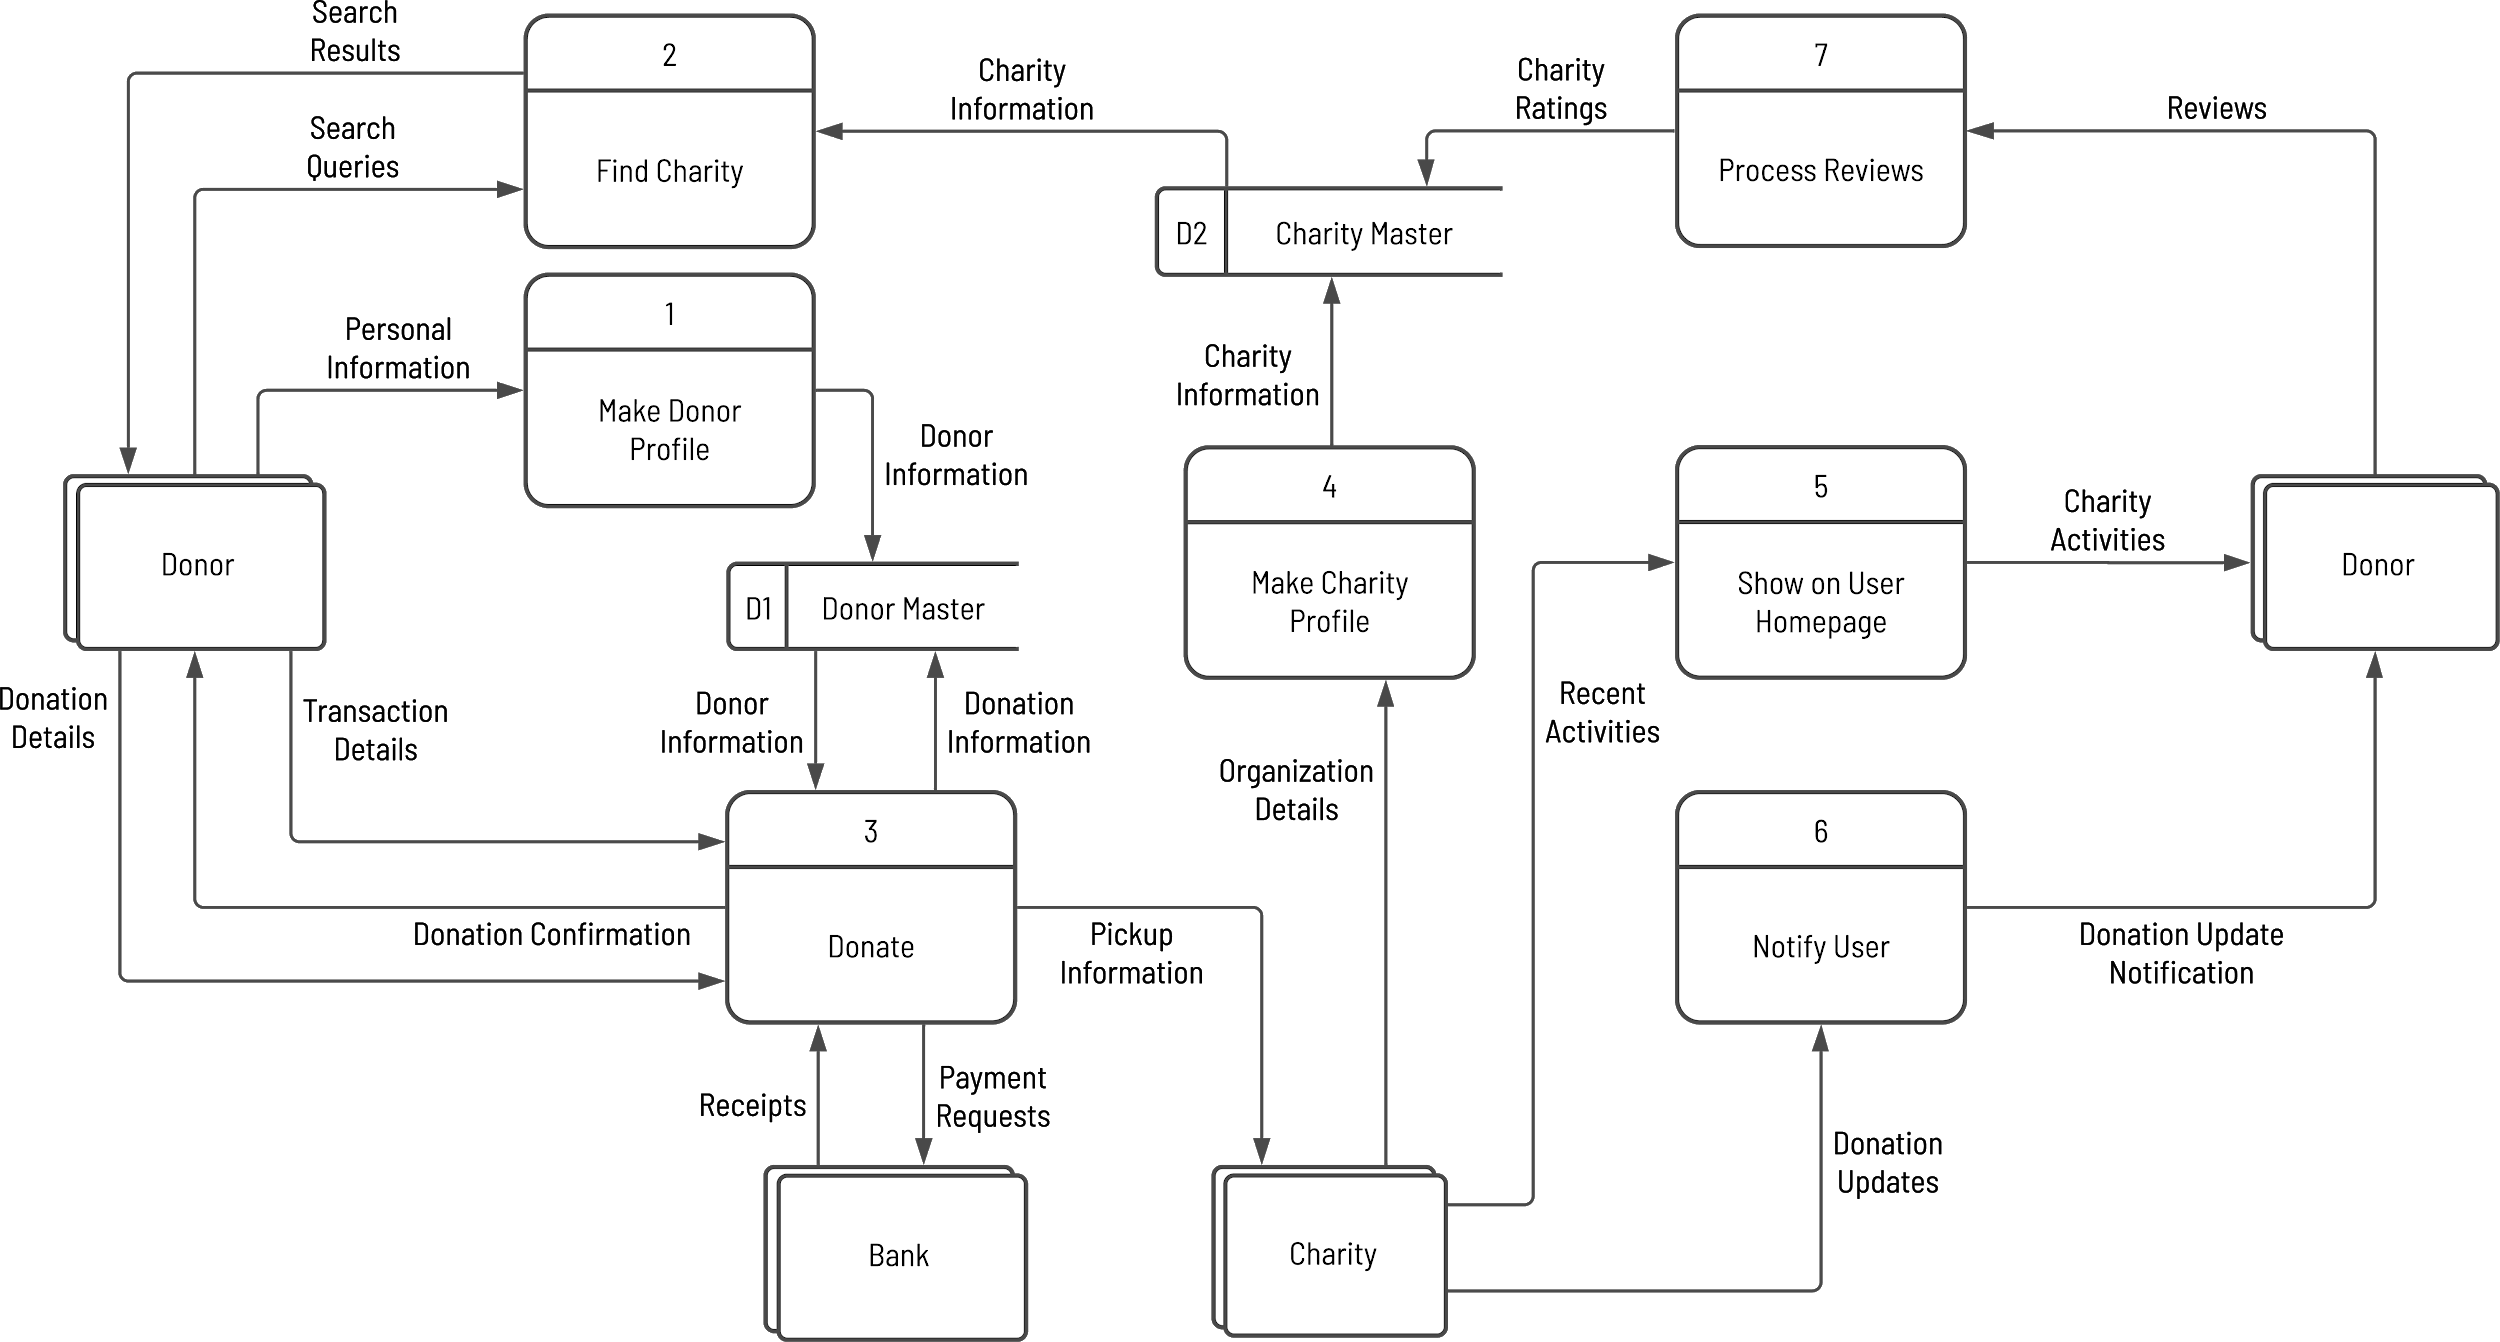 Search
Results
2
Find Charity
Charity
Information
Charity
Ratings
7
Process Reviews
Reviews
Search
Queries
D2
Charity Master
Personal
Information
1
Make Donor
Profile
Donor
Information
Charity
Information
4
Make Charity
Profile
5
Show on User
Homepage
Charity
Activities
Donor
Donor
D1
Donor Master
Donation
Details
Transaction
Details
Donor
Information
Donation
Information
Organization
Details
Recent
Activities
3
Donate
Donation Confirmation
Pickup
Information
6
Notify User
Donation Update
Notification
Receipts
Payment
Requests
Donation
Updates
Bank
Charity